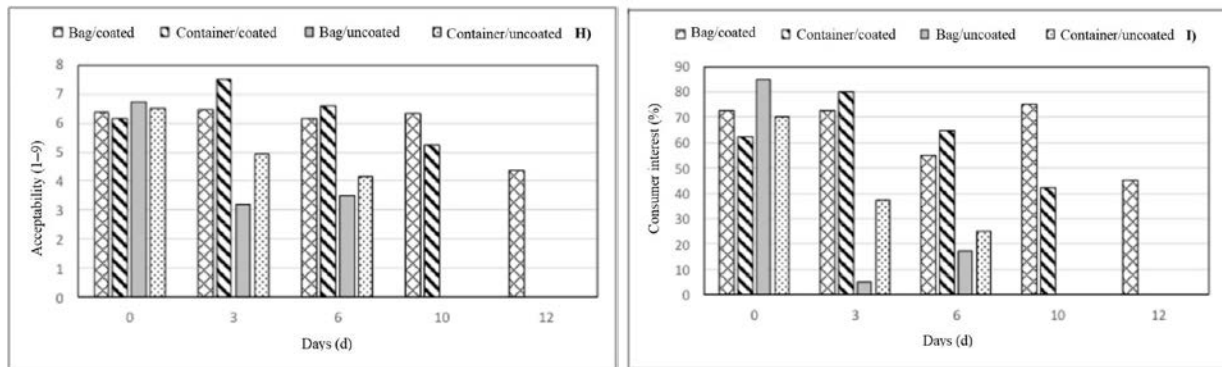 Bag/coated Container/coated Bag/uncoated Container/uncoated H)
8
7
6
5
4
3
2
1
0
Acceptability (1–9)
0 3 6 10 12
Days (d)
Bag/coated Container/coated Bag/uncoated Container/uncoated I)
90
80
70
60
50
40
30
20
10
0
Consumer interest (%)
0 3 6 10 12
Days (d)